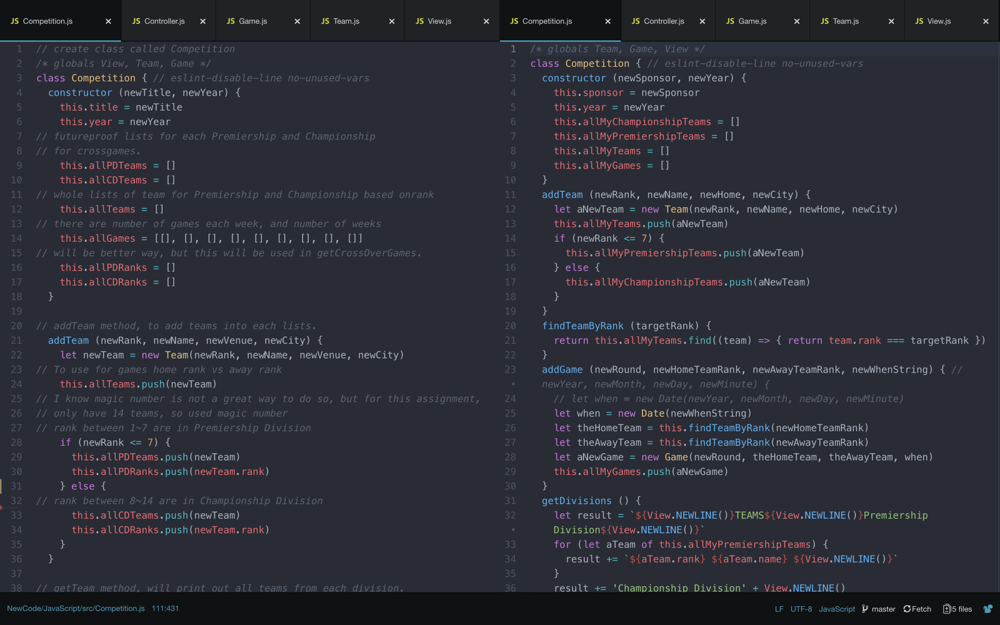 JS Competition.js ×
JS Controller.js ×
JS Game.js ×
JS Team.js ×
JS View.js ×
1 // create class called Competition
2 /* globals View, Team, Game */
3 class Competition { // eslint-disable-line no-unused-vars
4 constructor (newTitle, newYear) {
5 this.title = newTitle
6 this.year = newYear
7 // futureproof lists for each Premiership and Championship
8 // for crossgames.
9 this.allPDTeams = []
10 this.allCDTeams = []
11 // whole lists of team for Premiership and Championship based onrank
12 this.allTeams = []
13 // there are number of games each week, and number of weeks
14 this.allGames = [[], [], [], [], [], [], [], [], []]
15 // will be better way, but this will be used in getCrossOverGames.
16 this.allPDRanks = []
17 this.allCDRanks = []
18 }
19
20 // addTeam method, to add teams into each lists.
21 addTeam (newRank, newName, newVenue, newCity) {
22 let newTeam = new Team(newRank, newName, newVenue, newCity)
23 // To use for games home rank vs away rank
24 this.allTeams.push(newTeam)
25 // I know magic number is not a great way to do so, but for this assignment,
26 // only have 14 teams, so used magic number
27 // rank between 1~7 are in Premiership Division
28 if (newRank <= 7) {
29 this.allPDTeams.push(newTeam)
30 this.allPDRanks.push(newTeam.rank)
31 } else {
32 // rank between 8~14 are in Championship Division
33 this.allCDTeams.push(newTeam)
34 this.allCDRanks.push(newTeam.rank)
35 }
36 }
37
38 // getTeam method, will print out all teams from each division.
JS Competition.js ×
JS Controller.js ×
JS Game.js ×
JS Team.js ×
JS View.js ×
1 /* globals Team, Game, View */
2 class Competition { // eslint-disable-line no-unused-vars
3 constructor (newSponsor, newYear) {
4 this.sponsor = newSponsor
5 this.year = newYear
6 this.allMyChampionshipTeams = []
7 this.allMyPremiershipTeams = []
8 this.allMyTeams = []
9 this.allMyGames = []
10 }
11 addTeam (newRank, newName, newHome, newCity) {
12 let aNewTeam = new Team(newRank, newName, newHome, newCity)
13 this.allMyTeams.push(aNewTeam)
14 if (newRank <= 7) {
15 this.allMyPremiershipTeams.push(aNewTeam)
16 } else {
17 this.allMyChampionshipTeams.push(aNewTeam)
18 }
19 }
20 findTeamByRank (targetRank) {
21 return this.allMyTeams.find((team) => { return team.rank === targetRank })
22 }
23 addGame (newRound, newHomeTeamRank, newAwayTeamRank, newWhenString) { //
• newYear, newMonth, newDay, newMinute) {
24 // let when = new Date(newYear, newMonth, newDay, newMinute)
25 let when = new Date(newWhenString)
26 let theHomeTeam = this.findTeamByRank(newHomeTeamRank)
27 let theAwayTeam = this.findTeamByRank(newAwayTeamRank)
28 let aNewGame = new Game(newRound, theHomeTeam, theAwayTeam, when)
29 this.allMyGames.push(aNewGame)
30 }
31 getDivisions () {
32 let result = `${View.NEWLINE()}TEAMS${View.NEWLINE()}Premiership
• Division${View.NEWLINE()}`
33 for (let aTeam of this.allMyPremiershipTeams) {
34 result += `${aTeam.rank} ${aTeam.name} ${View.NEWLINE()}`
35 }
36 result += 'Championship Division' + View.NEWLINE()
NewCode/JavaScript/src/Competition.js 111:431
LF UTF-8 JavaScript master Fetch 5 files